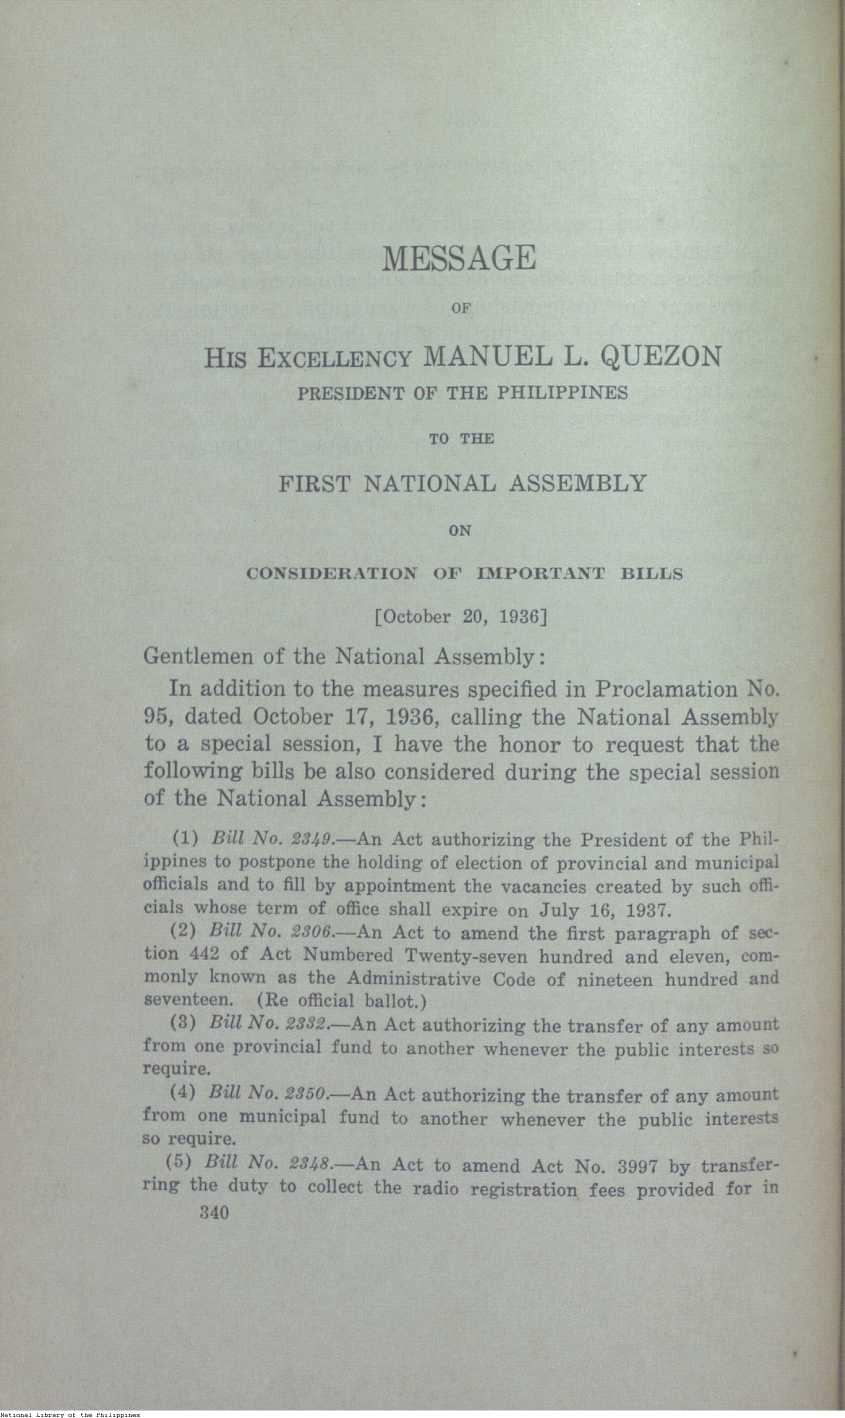 MESSAGE
OF
HIS EXCELLENCY MANUEL L. QUEZON
PRESIDENT OF THE PHILIPPINES
TO THE
FIRST NATIONAL ASSEMBLY
ON
CONSIDERATION OF IMPORTANT BILLS
[October 20, 1936]
Gentlemen of the National Assembly:
In addition to the measures specified in Proclamation No.
95, dated October 17, 1936, calling the National Assembly
to a special session, I have the honor to request that the
following bills be also considered during the special session
of the National Assembly:
(1) Bill No. 2349.—An Act authorizing the President of the Phil-
ippines to postpone the holding of election of provincial and municipal
officials and to fill by appointment the vacancies created by such offi-
cials whose term of office shall expire on July 16, 1937.
(2) Bill No. 2306.—An Act to amend the first paragraph of sec-
tion 442 of Act Numbered Twenty-seven hundred and eleven, com-
monly known as the Administrative Code of nineteen hundred and
seventeen. (Re official ballot.)
(3) Bill No. 2332.—An Act authorizing the transfer of any amount
from one provincial fund to another whenever the public interests so
require.
(4) Bill No. 2350.—An Act authorizing the transfer of any amount
from one municipal fund to another whenever the public interests
so require.
(5) Bill No. 2348.—An Act to amend Act No. 3997 by transfer-
ring the duty to collect the radio registration fees provided for in
340
National Library of the Philippines